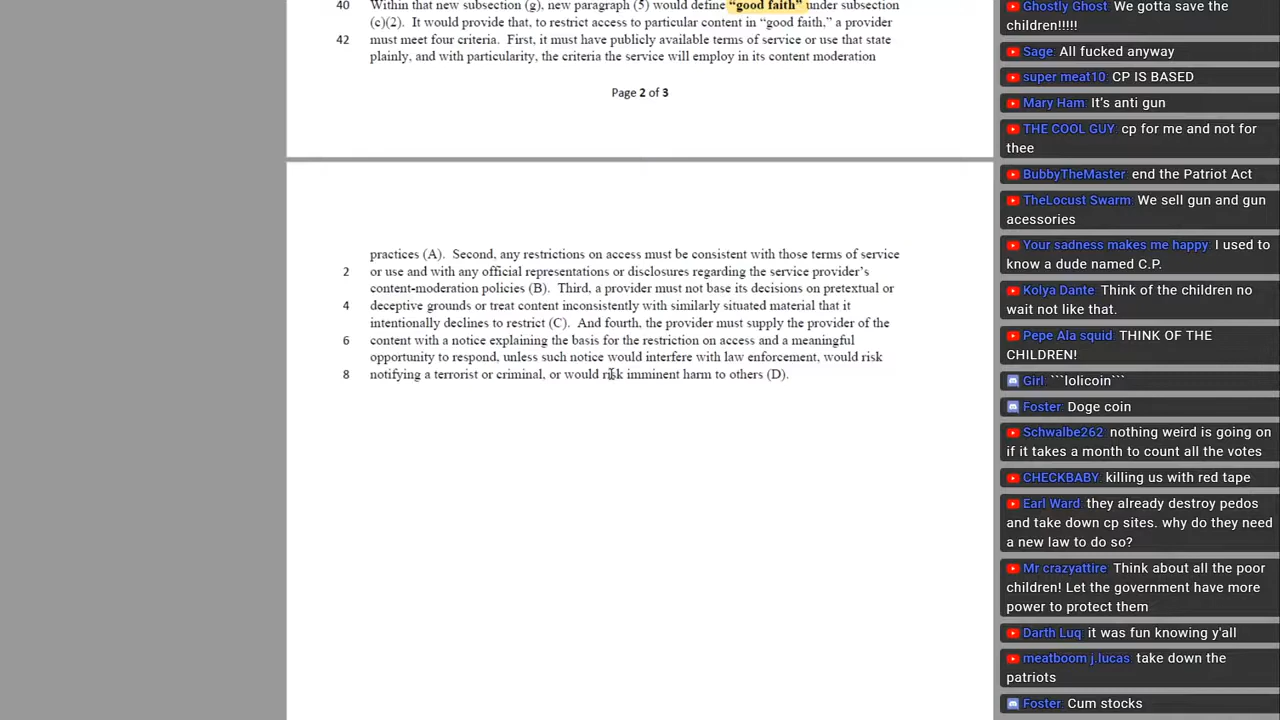 40 Within that new subsection (g), new paragraph (5) would define “good faith” under subsection
(c)(2). It would provide that, to restrict access to particular content in “good faith,” a provider
42 must meet four criteria. First, it must have publicly available terms of service or use that state
plainly, and with particularity, the criteria the service will employ in its content moderation
Page 2 of 3
practices (A). Second, any restrictions on access must be consistent with those terms of service
2 or use and with any official representations or disclosures regarding the service provider’s
content-moderation policies (B). Third, a provider must not base its decisions on pretextual or
4 deceptive grounds or treat content inconsistently with similarly situated material that it
intentionally declines to restrict (C). And fourth, the provider must supply the provider of the
6 content with a notice explaining the basis for the restriction on access and a meaningful
opportunity to respond, unless such notice would interfere with law enforcement, would risk
8 notifying a terrorist or criminal, or would risk imminent harm to others (D).
Ghostly Ghost We gotta save the
children!!!!!
Sage: All fucked anyway
super meat10: CP IS BASED
Mary Ham: It's anti gun
THE COOL GUY: cp for me and not for
thee
BubbyTheMaster: end the Patriot Act
TheLocust Swarm: We sell gun and gun
acessories
Your sadness makes me happy: I used to
know a dude named C.P.
Kolya Dante: Think of the children no
wait not like that.
Pepe Ala squid: THINK OF THE
CHILDREN!
Girl: ```lolicoin```
Foster: Doge coin
Schwalbe262: nothing weird is going on
if it takes a month to count all the votes
CHECKBABY: killing us with red tape
Earl Ward: they already destroy pedos
and take down cp sites. why do they need
a new law to do so?
Mr crazyattire: Think about all the poor
children! Let the government have more
power to protect them
Darth Luq: it was fun knowing y'all
meatboom j.lucas: take down the
patriots
Foster: Cum stocks